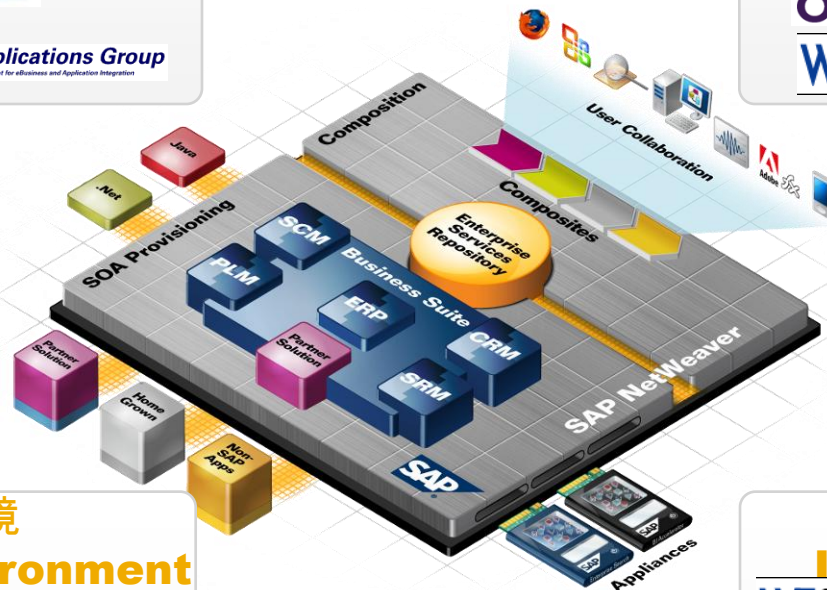 plications Group
t for eBusiness and Application Integration
Composition
User Collaboration
Adobe
Java
.Net
SOA Provisioning
Composites
Enterprise
Services
Repository
SCM
PLM
Business Suite
ERP
CRM
Partner
Solution
SRM
SAP NetWeaver
Partner
Solution
Home
Grown
Non-
SAP
Apps
SAP
SAP
SAP
Appliances
境
ronment